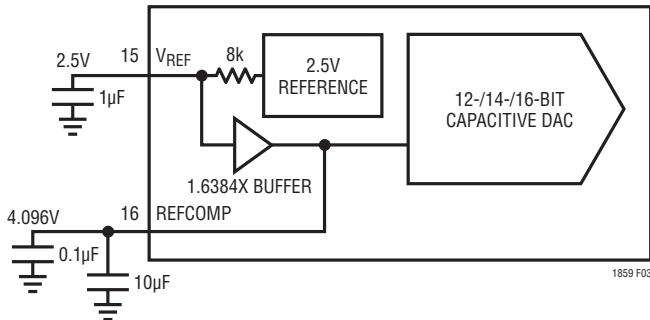 2.5V
15
V_REF
8k
2.5V
REFERENCE
12-/14-/16-BIT
CAPACITIVE DAC
1µF
1.6384X BUFFER
4.096V
16
REFCOMP
0.1µF
10µF
1859 F03